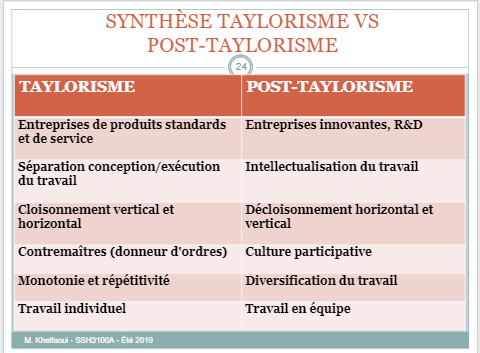 SYNTHÈSE TAYLORISME VS
POST-TAYLORISME
24
TAYLORISME
POST-TAYLORISME
Entreprises de produits standards
et de service
Entreprises innovantes, R&D
Séparation conception/exécution
du travail
Intellectualisation du travail
Cloisonnement vertical et
horizontal
Décloisonnement horizontal et
vertical
Contremaîtres (donneur d'ordres)
Culture participative
Monotonie et répétitivité
Diversification du travail
Travail individuel
Travail en équipe
M. Khelfaoui - SSH3100A - Été 2019